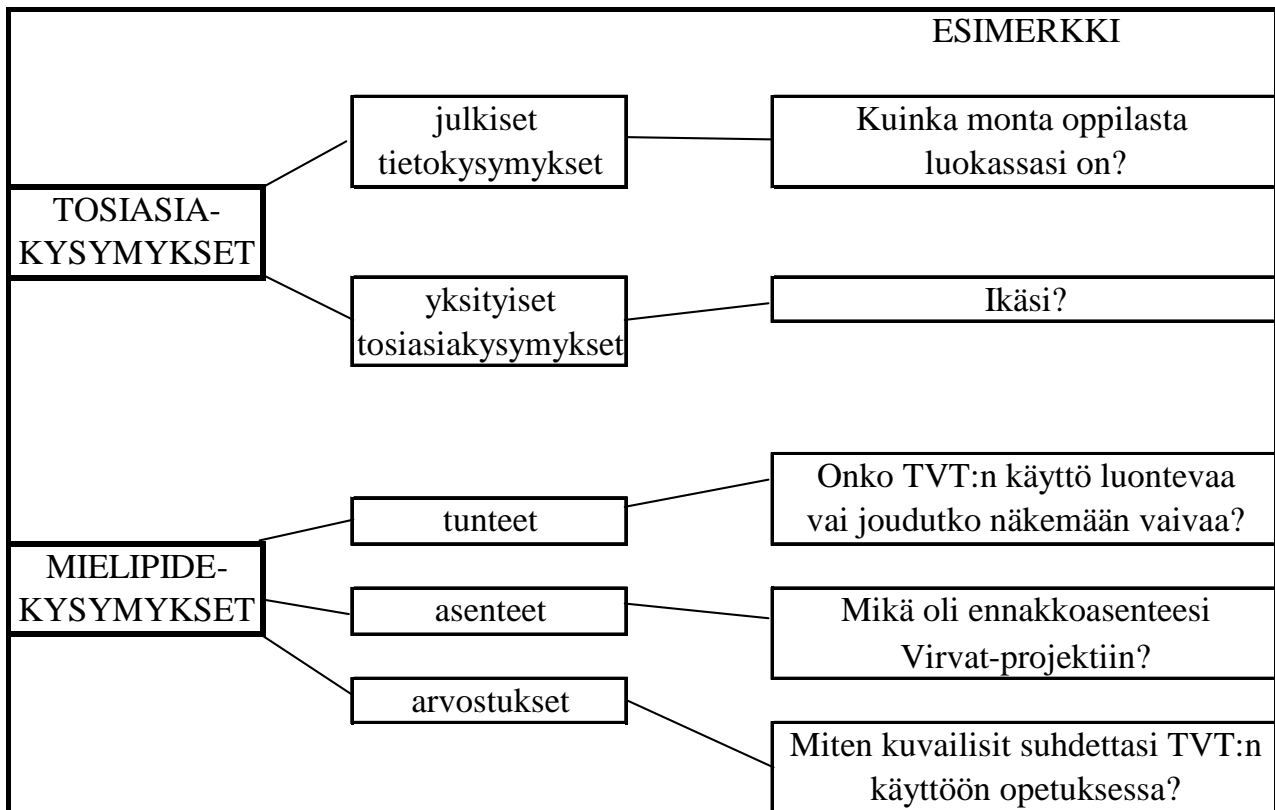 ESIMERKKI
julkiset
tietokysymykset
Kuinka monta oppilasta
luokassasi on?
TOSIASIA-
KYSYMYKSET
yksityiset
tosiasiakysymykset
Ikäsi?
tunteet
Onko TVT:n käyttö luontevaa
vai joudutko näkemään vaivaa?
MIELIPIDE-
KYSYMYKSET
asenteet
Mikä oli ennakkoasenteesi
Virvat-projektiin?
arvostukset
Miten kuvailisit suhdettasi TVT:n
käyttöön opetuksessa?